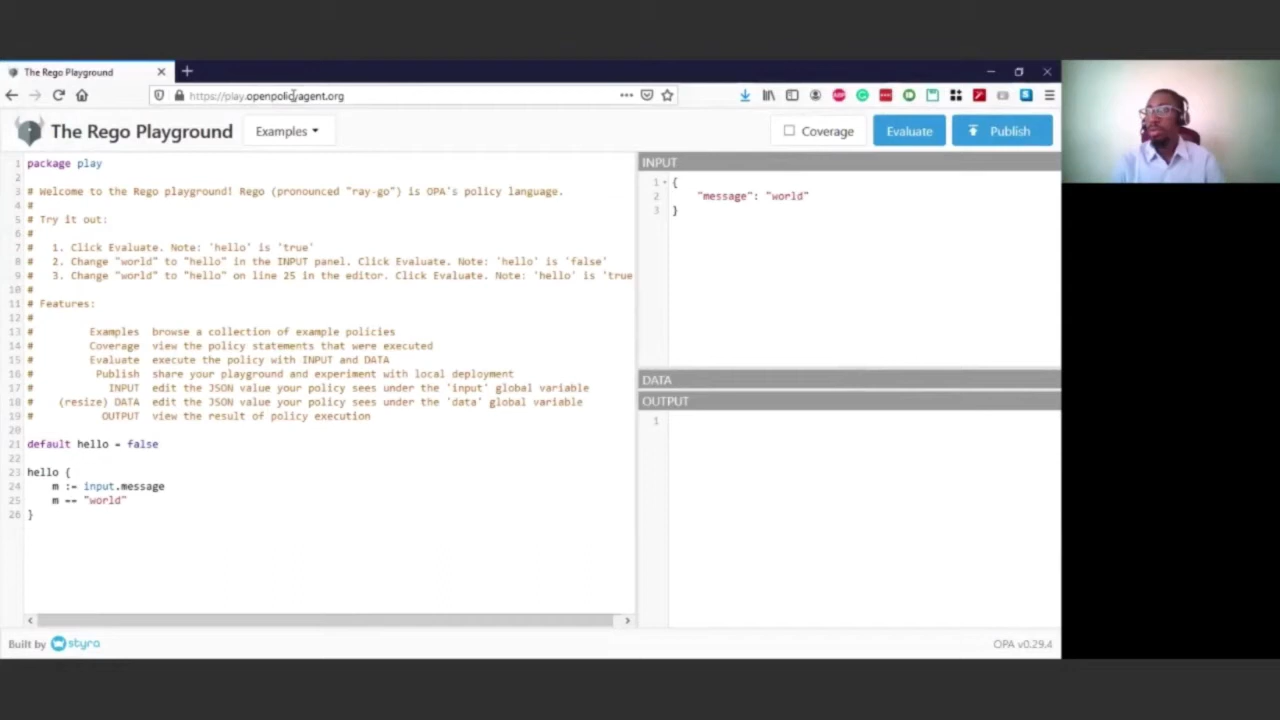 The Rego Playground
https://play.openpolicyagent.org
The Rego Playground
Examples
Coverage
Evaluate
Publish
1 package play
2
3 # Welcome to the Rego playground! Rego (pronounced "ray-go") is OPA's policy language.
4 #
5 # Try it out:
6 #
7 #   1. Click Evaluate. Note: 'hello' is 'true'
8 #   2. Change "world" to "hello" in the INPUT panel. Click Evaluate. Note: 'hello' is 'false'
9 #   3. Change "world" to "hello" on line 25 in the editor. Click Evaluate. Note: 'hello' is 'true
10 #
11 # Features:
12 #
13 #         Examples  browse a collection of example policies
14 #         Coverage  view the policy statements that were executed
15 #         Evaluate  execute the policy with INPUT and DATA
16 #          Publish  share your playground and experiment with local deployment
17 #            INPUT  edit the JSON value your policy sees under the 'input' global variable
18 #    (resize) DATA  edit the JSON value your policy sees under the 'data' global variable
19 #           OUTPUT  view the result of policy execution
20
21 default hello = false
22
23 hello {
24     m := input.message
25     m == "world"
26 }
INPUT
1 {
2     "message": "world"
3 }
DATA
OUTPUT
1
Built by styra
OPA v0.29.4